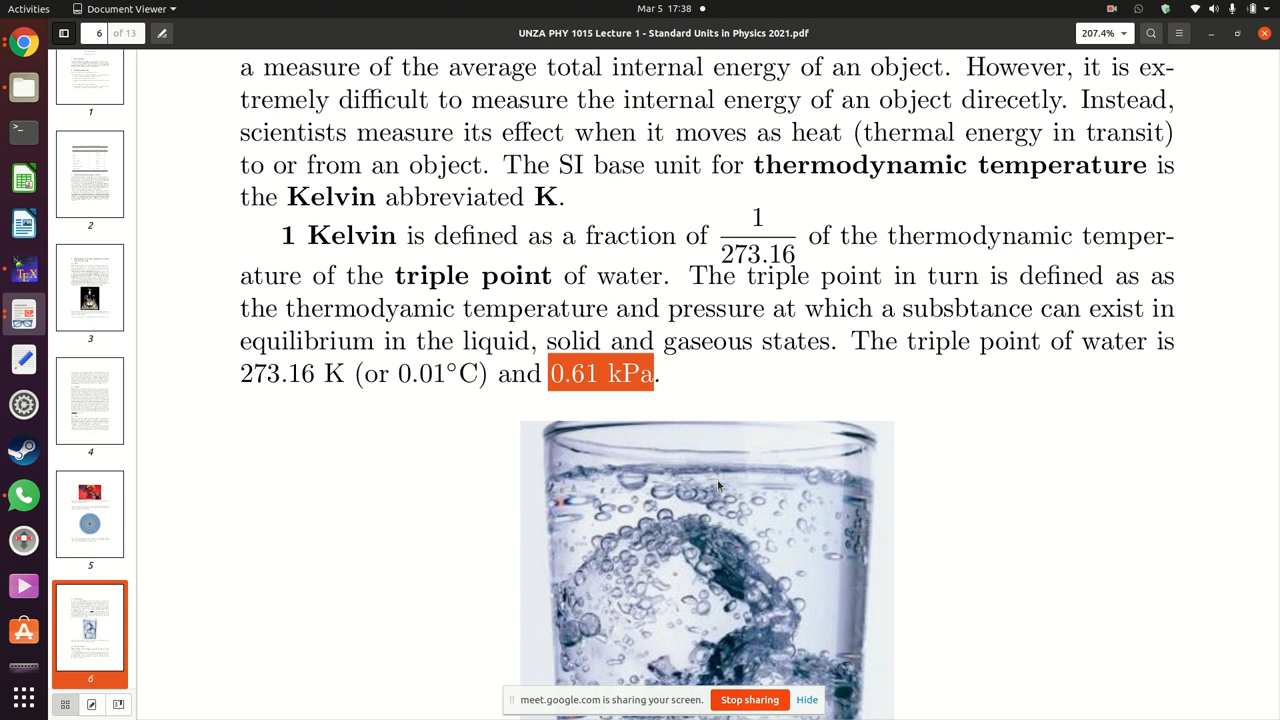 Activities
Document Viewer
Mar 5 17:38
6 of 13
UNZA PHY 1015 Lecture 1 - Standard Units in Physics 2021.pdf
207.4%
1
2
3
4
5
6
a measure of the average total internal energy of an object. However, it is ex-
tremely difficult to measure the internal energy of an object direcetly. Instead,
scientists measure its effect when it moves as heat (thermal energy in transit)
to or from an object. The SI base unit for thermodynamic temperature is
the Kelvin abbreviated K.
1 Kelvin is defined as a fraction of 1/273.16 of the thermodynamic temper-
ature of the triple point of water. The triple point in turn is defined as as
the thermodyamic temperature and pressure at which a subsbtance can exist in
equilibrium in the liquid, solid and gaseous states. The triple point of water is
273.16 K (or 0.01°C) and 0.61 kPa.
meet.google.com is sharing your screen.
Stop sharing
Hide